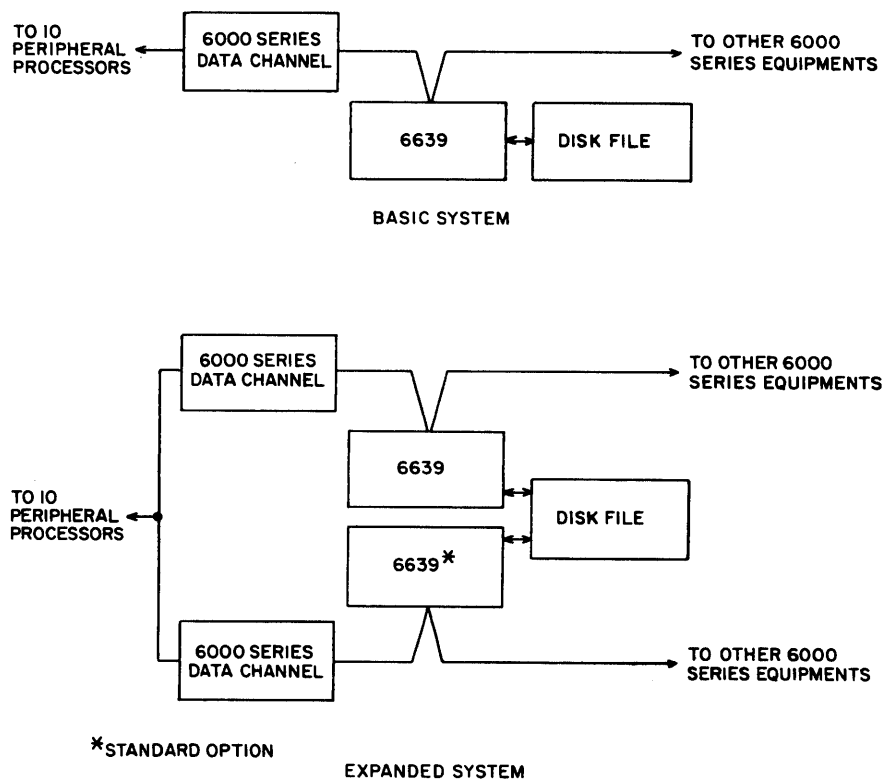 TO 10
PERIPHERAL
PROCESSORS
6000 SERIES
DATA CHANNEL
TO OTHER 6000
SERIES EQUIPMENTS
6639
DISK FILE
BASIC SYSTEM
6000 SERIES
DATA CHANNEL
TO OTHER 6000
SERIES EQUIPMENTS
6639
TO 10
PERIPHERAL
PROCESSORS
DISK FILE
6639*
6000 SERIES
DATA CHANNEL
TO OTHER 6000
SERIES EQUIPMENTS
*STANDARD OPTION
EXPANDED SYSTEM